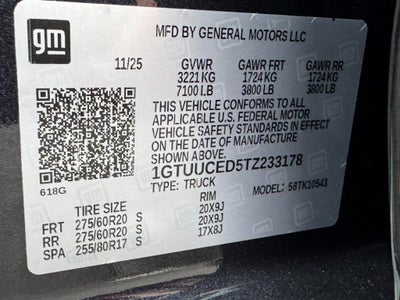 gm
MFD BY GENERAL MOTORS LLC
11/25 GVWR GAWR FRT GAWR RR
3221 KG 1724 KG 1724 KG
7100 LB 3800 LB 3800 LB
THIS VEHICLE CONFORMS TO ALL
APPLICABLE U.S. FEDERAL MOTOR
VEHICLE SAFETY STANDARDS IN EFFECT
ON THE DATE OF MANUFACTURE
SHOWN ABOVE.
1GTUUCED5TZ233178
618G TYPE: TRUCK MODEL: 58TK10543
TIRE SIZE RIM
FRT 275/60R20 S 20X9J
RR 275/60R20 S 20X9J
SPA 255/80R17 S 17X8J